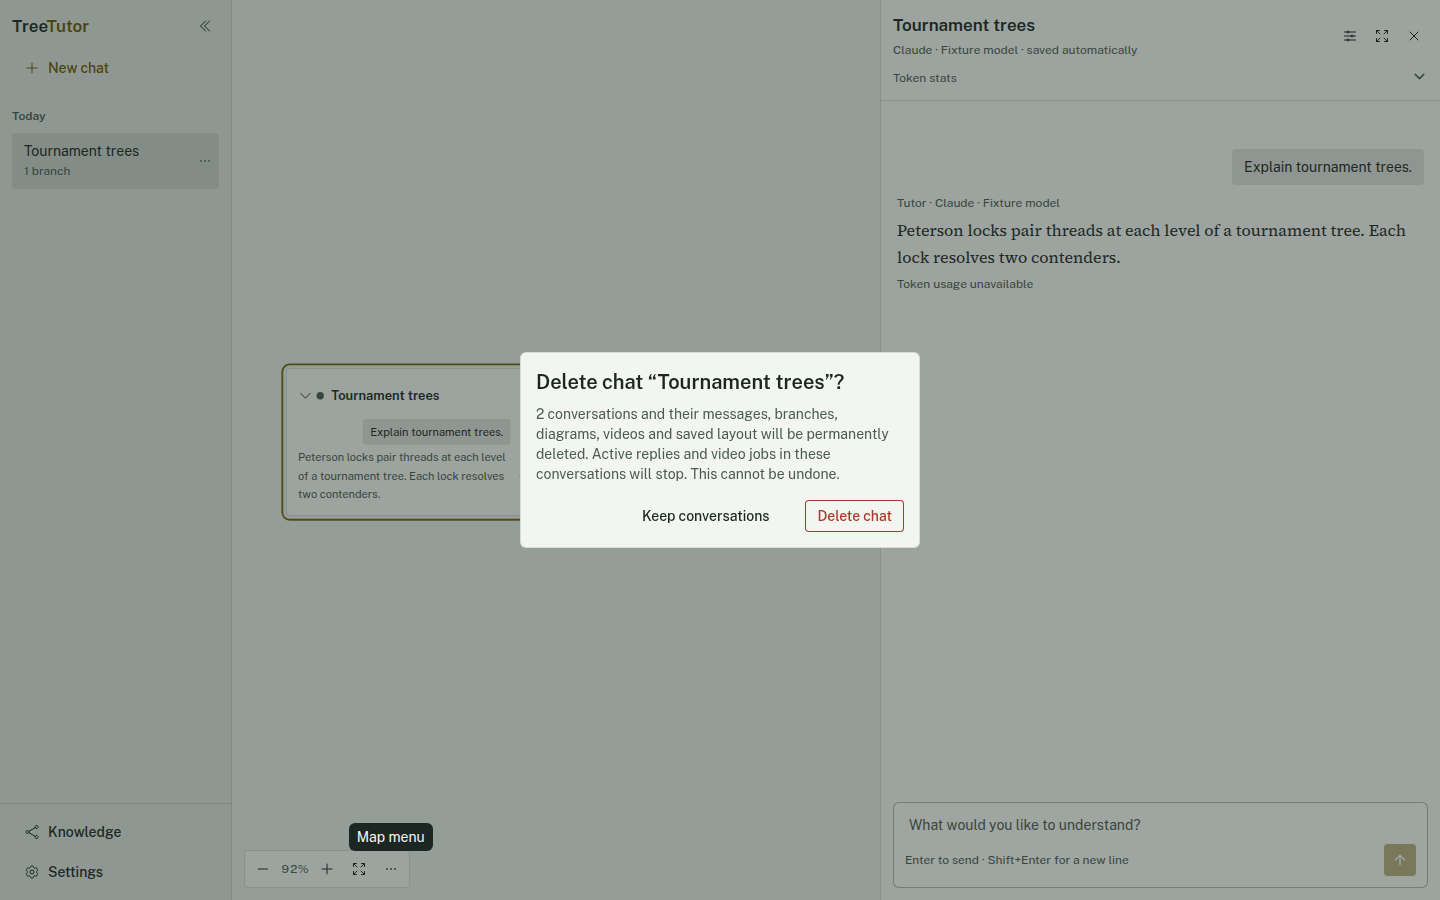 TreeTutor
New chat
Today
Tournament trees
1 branch
Knowledge
Settings
Tournament trees
Explain tournament trees.
Peterson locks pair threads at each level
of a tournament tree. Each lock resolves
two contenders.
Map menu
92%
Delete chat “Tournament trees”?
2 conversations and their messages, branches,
diagrams, videos and saved layout will be permanently
deleted. Active replies and video jobs in these
conversations will stop. This cannot be undone.
Keep conversations
Delete chat
Tournament trees
Claude · Fixture model · saved automatically
Token stats
Explain tournament trees.
Tutor · Claude · Fixture model
Peterson locks pair threads at each level of a tournament tree. Each
lock resolves two contenders.
Token usage unavailable
What would you like to understand?
Enter to send · Shift+Enter for a new line